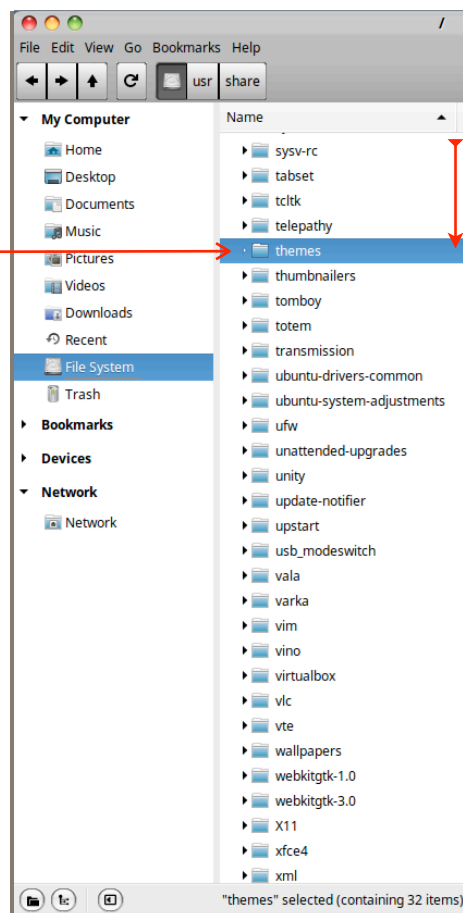 /
File Edit View Go Bookmarks Help
usr share
My Computer
Home
Desktop
Documents
Music
Pictures
Videos
Downloads
Recent
File System
Trash
Bookmarks
Devices
Network
Network
Name
sysv-rc
tabset
tcltk
telepathy
themes
thumbnailers
tomboy
totem
transmission
ubuntu-drivers-common
ubuntu-system-adjustments
ufw
unattended-upgrades
unity
update-notifier
upstart
usb_modeswitch
vala
varka
vim
vino
virtualbox
vlc
vte
wallpapers
webkitgtk-1.0
webkitgtk-3.0
X11
xfce4
xml
"themes" selected (containing 32 items)